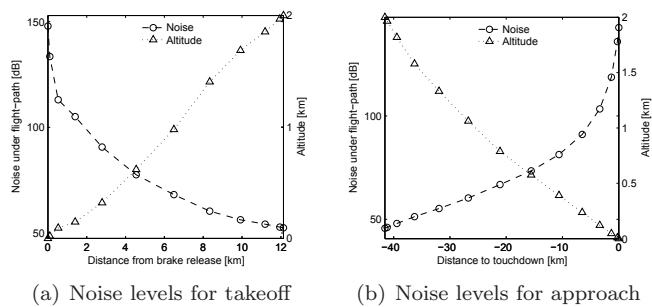 150
100
50
Noise under flight−path [dB]
Noise
Altitude
2
1
0
Altitude [km]
0 2 4 6 8 10 12
Distance from brake release [km]
(a) Noise levels for takeoff
100
50
Noise under flight−path [dB]
Noise
Altitude
2
1.5
1
0.5
0
Altitude [km]
−40 −30 −20 −10 0
Distance to touchdown [km]
(b) Noise levels for approach